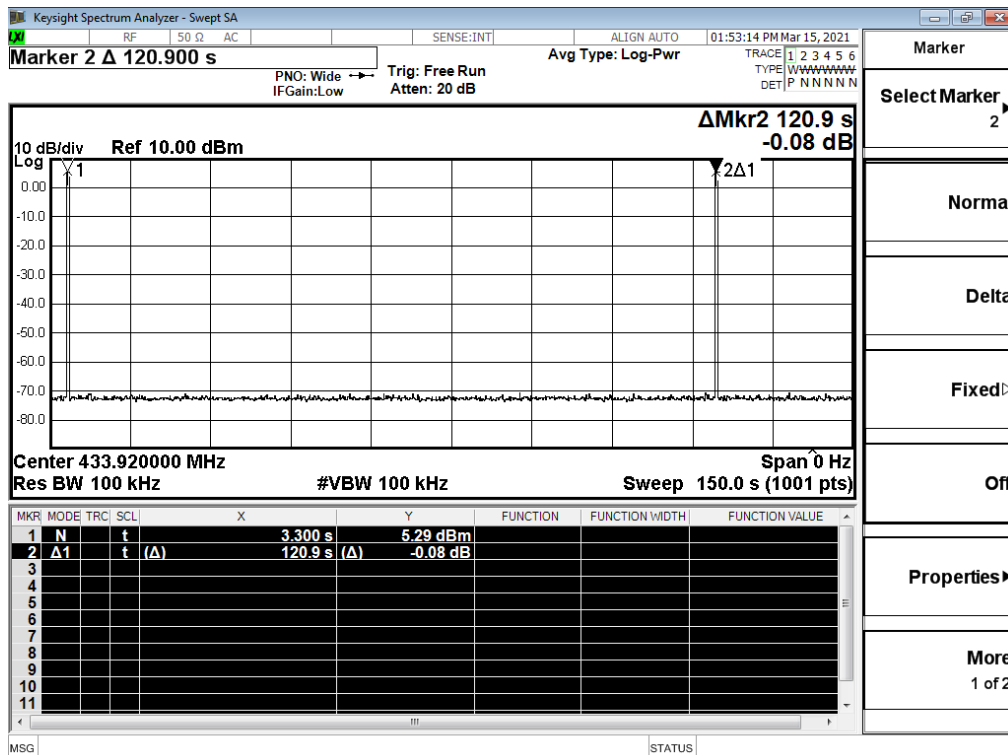 Keysight Spectrum Analyzer - Swept SA
LXI RF 50 Ω AC SENSE:INT ALIGN AUTO 01:53:14 PM Mar 15, 2021
Marker 2 Δ 120.900 s
PNO: Wide
IFGain:Low
Trig: Free Run
Atten: 20 dB
Avg Type: Log-Pwr
TRACE 1 2 3 4 5 6
TYPE WWWWWW
DET P N N N N N
ΔMkr2 120.9 s
-0.08 dB
10 dB/div Ref 10.00 dBm
Log
1
2Δ1
0.00
-10.0
-20.0
-30.0
-40.0
-50.0
-60.0
-70.0
-80.0
Center 433.920000 MHz Span 0 Hz
Res BW 100 kHz #VBW 100 kHz Sweep 150.0 s (1001 pts)
MKR MODE TRC SCL X Y FUNCTION FUNCTION WIDTH FUNCTION VALUE
1 N t 3.300 s 5.29 dBm
2 Δ1 t (Δ) 120.9 s (Δ) -0.08 dB
3
4
5
6
7
8
9
10
11
MSG STATUS
Marker
Select Marker
2
Norma
Delta
Fixed
Off
Properties
More
1 of 2